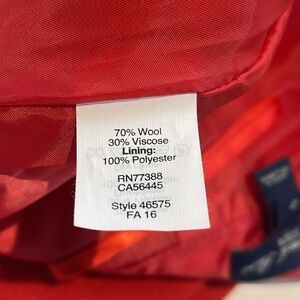 70% Wool
30% Viscose
Lining:
100% Polyester
RN77388
CA56445
Style 46575
FA 16